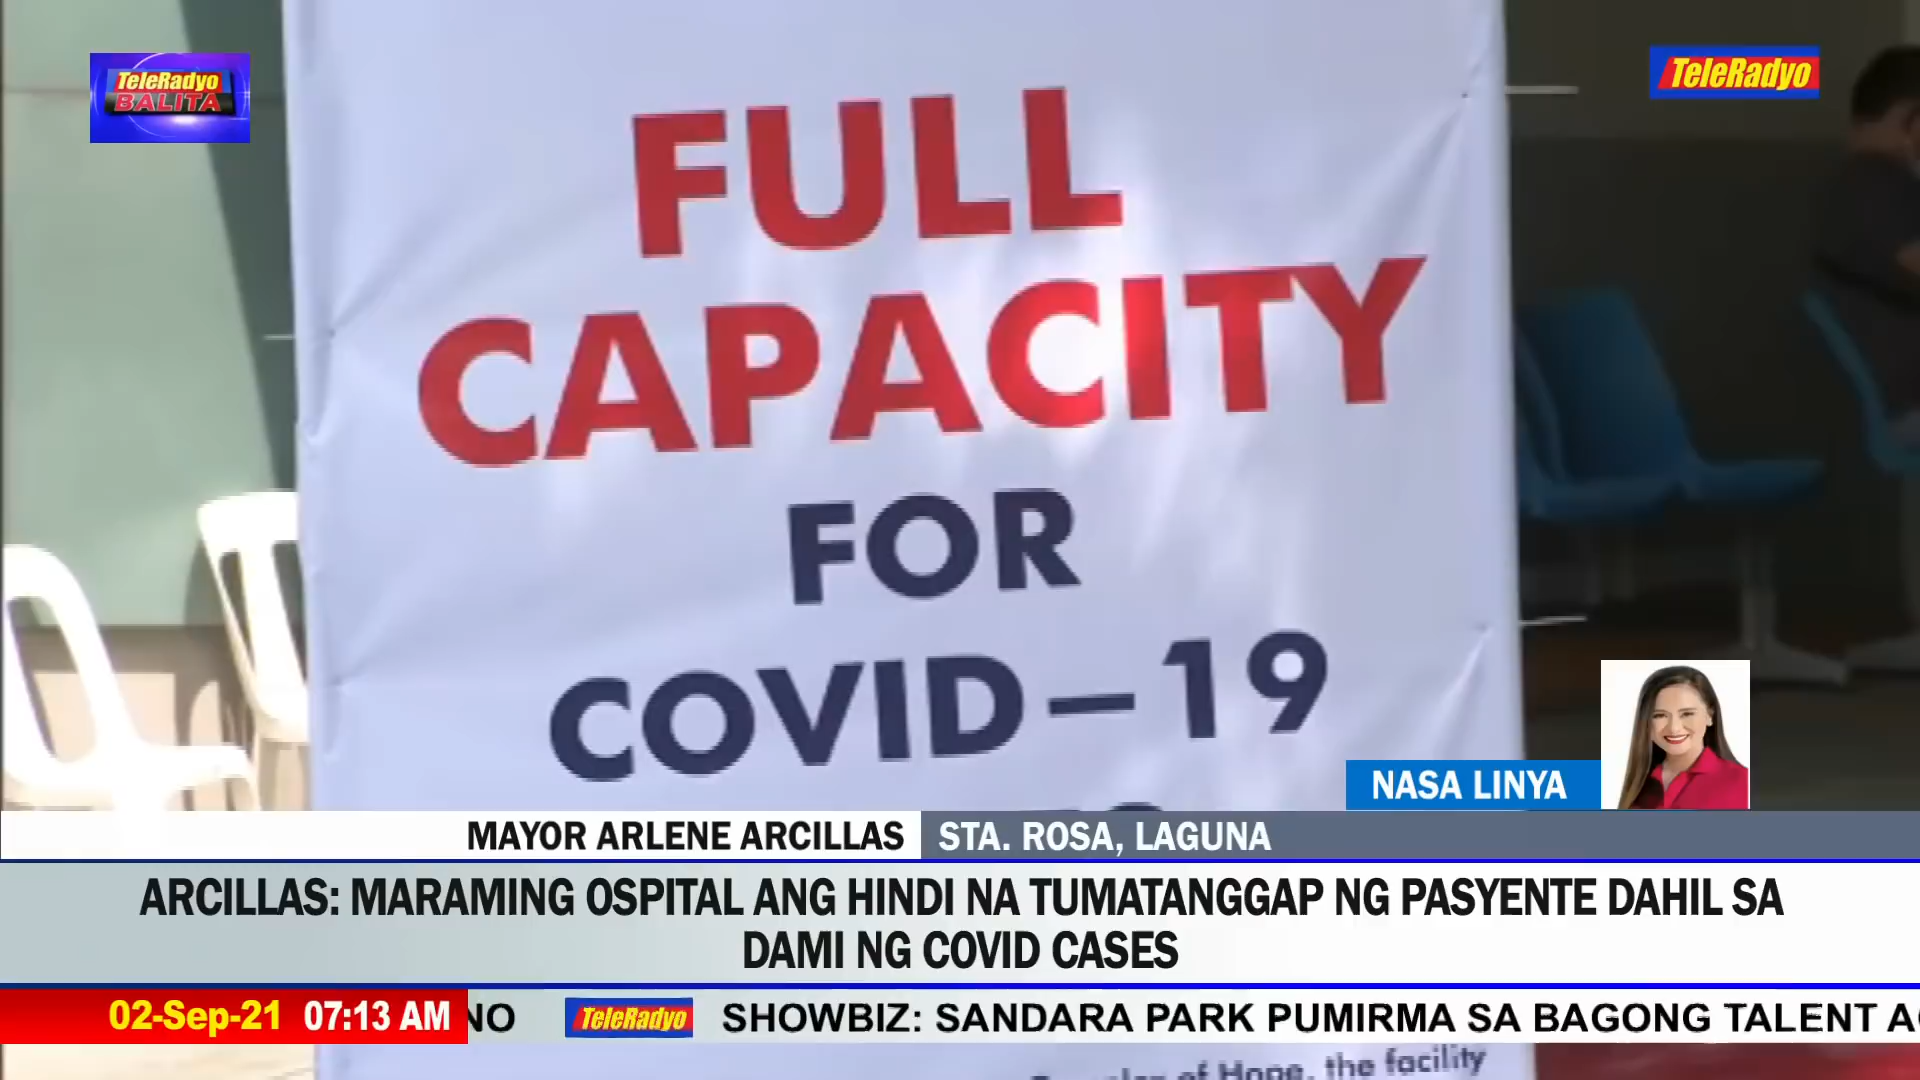 TeleRadyo
BALITA
TeleRadyo
FULL
CAPACITY
FOR
COVID-19
NASA LINYA
MAYOR ARLENE ARCILLAS STA. ROSA, LAGUNA
ARCILLAS: MARAMING OSPITAL ANG HINDI NA TUMATANGGAP NG PASYENTE DAHIL SA
DAMI NG COVID CASES
02-Sep-21 07:13 AM NO TeleRadyo SHOWBIZ: SANDARA PARK PUMIRMA SA BAGONG TALENT
of Hope, the facility